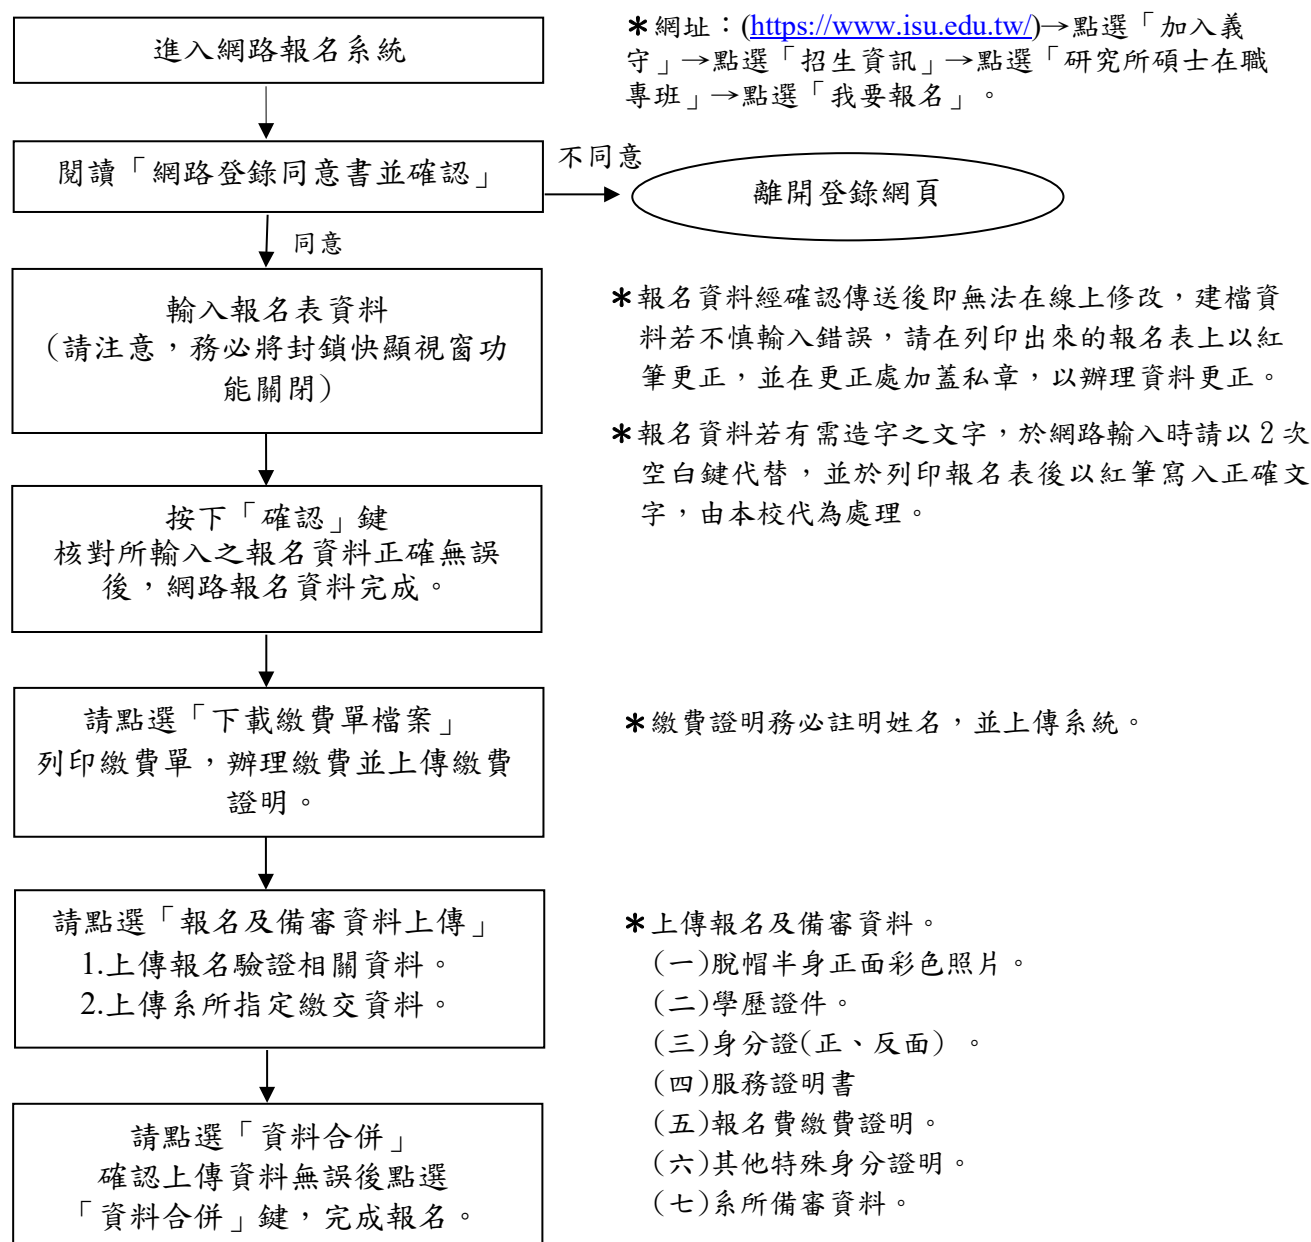 進入網路報名系統
＊網址：(https://www.isu.edu.tw/)→點選「加入義
守」→點選「招生資訊」→點選「研究所碩士在職
專班」→點選「我要報名」。
閱讀「網路登錄同意書並確認」
不同意
離開登錄網頁
同意
輸入報名表資料
(請注意，務必將封鎖快顯視窗功
能關閉)
＊報名資料經確認傳送後即無法在線上修改，建檔資
料若不慎輸入錯誤，請在列印出來的報名表上以紅
筆更正，並在更正處加蓋私章，以辦理資料更正。
＊報名資料若有需造字之文字，於網路輸入時請以 2 次
空白鍵代替，並於列印報名表後以紅筆寫入正確文
字，由本校代為處理。
按下「確認」鍵
核對所輸入之報名資料正確無誤
後，網路報名資料完成。
請點選「下載繳費單檔案」
列印繳費單，辦理繳費並上傳繳費
證明。
＊繳費證明務必註明姓名，並上傳系統。
請點選「報名及備審資料上傳」
1.上傳報名驗證相關資料。
2.上傳系所指定繳交資料。
＊上傳報名及備審資料。
(一)脫帽半身正面彩色照片。
(二)學歷證件。
(三)身分證(正、反面) 。
(四)服務證明書
(五)報名費繳費證明。
(六)其他特殊身分證明。
(七)系所備審資料。
請點選「資料合併」
確認上傳資料無誤後點選
「資料合併」鍵，完成報名。